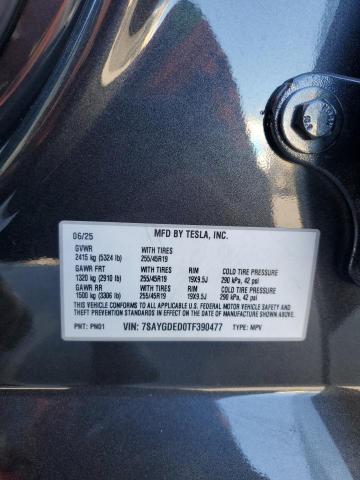 06/25 MFD BY TESLA, INC.
GVWR WITH TIRES
2415 kg (5324 lb) 255/45R19
GAWR FRT WITH TIRES RIM COLD TIRE PRESSURE
1320 kg (2910 lb) 255/45R19 19X9.5J 290 kPa, 42 psi
GAWR RR WITH TIRES RIM COLD TIRE PRESSURE
1500 kg (3306 lb) 255/45R19 19X9.5J 290 kPa, 42 psi
THIS VEHICLE CONFORMS TO ALL APPLICABLE U.S. FEDERAL MOTOR VEHICLE SAFETY AND
THEFT PREVENTION STANDARDS IN EFFECT ON THE DATE OF MANUFACTURE SHOWN ABOVE.
PNT: PN01 VIN: 7SAYGDED0TF390477 TYPE: MPV